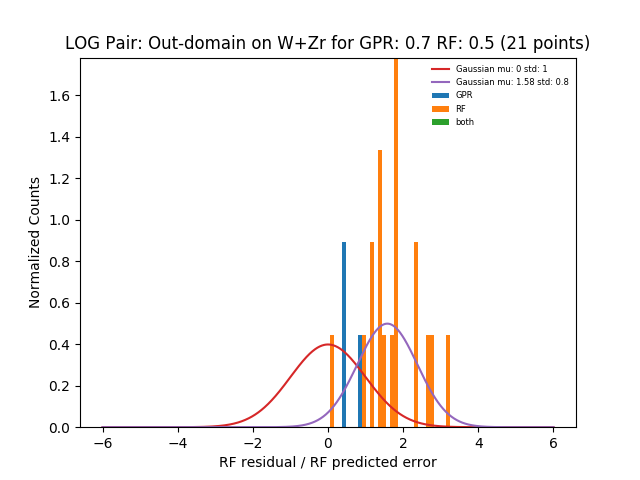 LOG Pair: Out-domain on W+Zr for GPR: 0.7 RF: 0.5 (21 points)
Gaussian mu: 0 std: 1
Gaussian mu: 1.58 std: 0.8
GPR
RF
both
Normalized Counts
1.6
1.4
1.2
1.0
0.8
0.6
0.4
0.2
0.0
−6
−4
−2
0
2
4
6
RF residual / RF predicted error